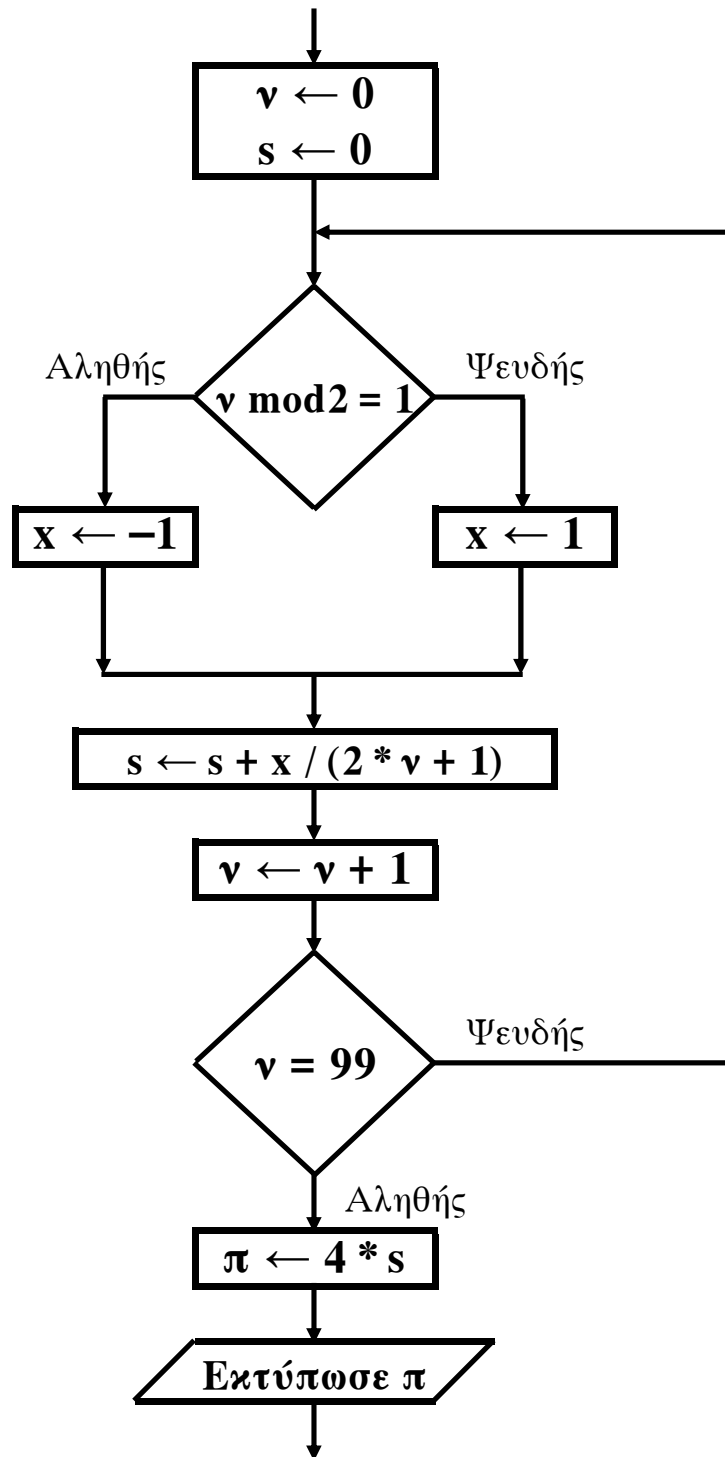 ν ← 0
s ← 0
Αληθής
Ψευδής
ν mod2 = 1
x ← −1
x ← 1
s ← s + x / (2 * ν + 1)
ν ← ν + 1
Ψευδής
ν = 99
Αληθής
π ← 4 * s
Εκτύπωσε π